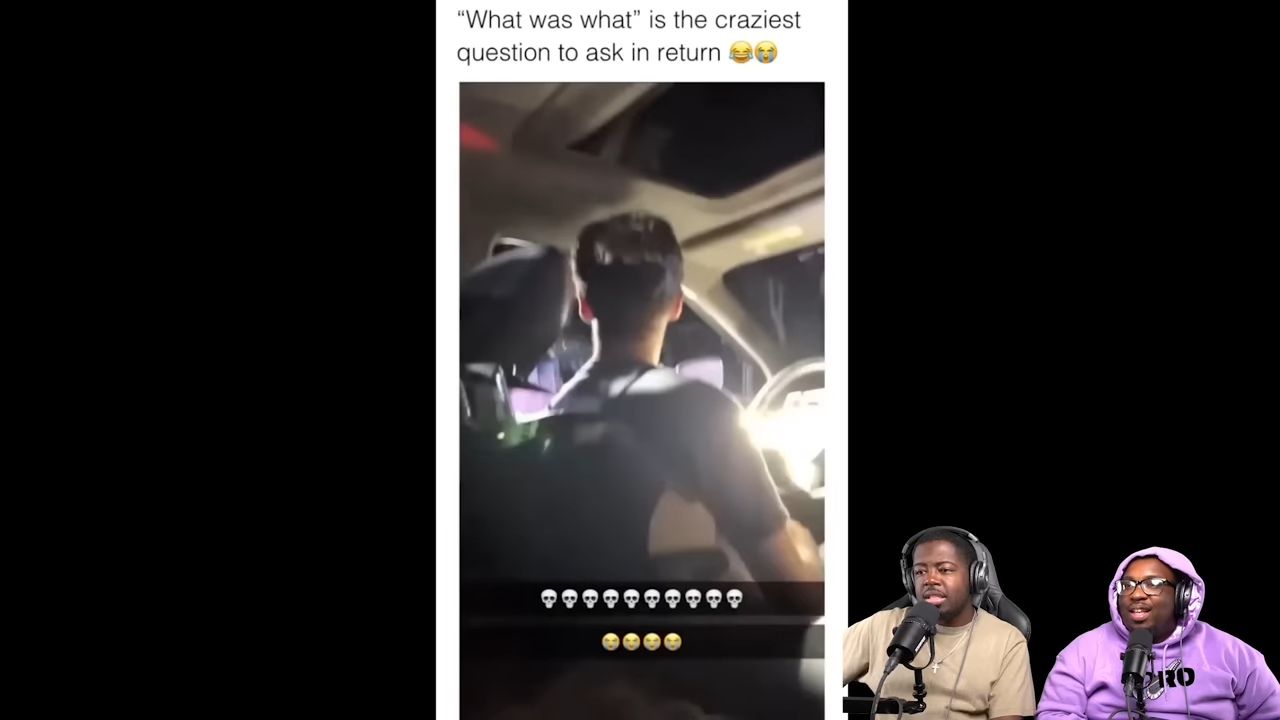 “What was what” is the craziest
question to ask in return 😂😭
💀💀💀💀💀💀💀💀💀💀
😭😭😭😭